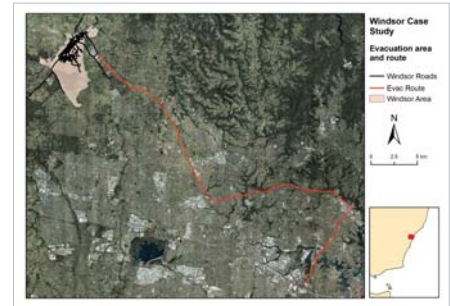 Windsor Case
Study
Evacuation area
and route
Windsor Roads
Evac Route
Windsor Area
N
0 2.5 5 km